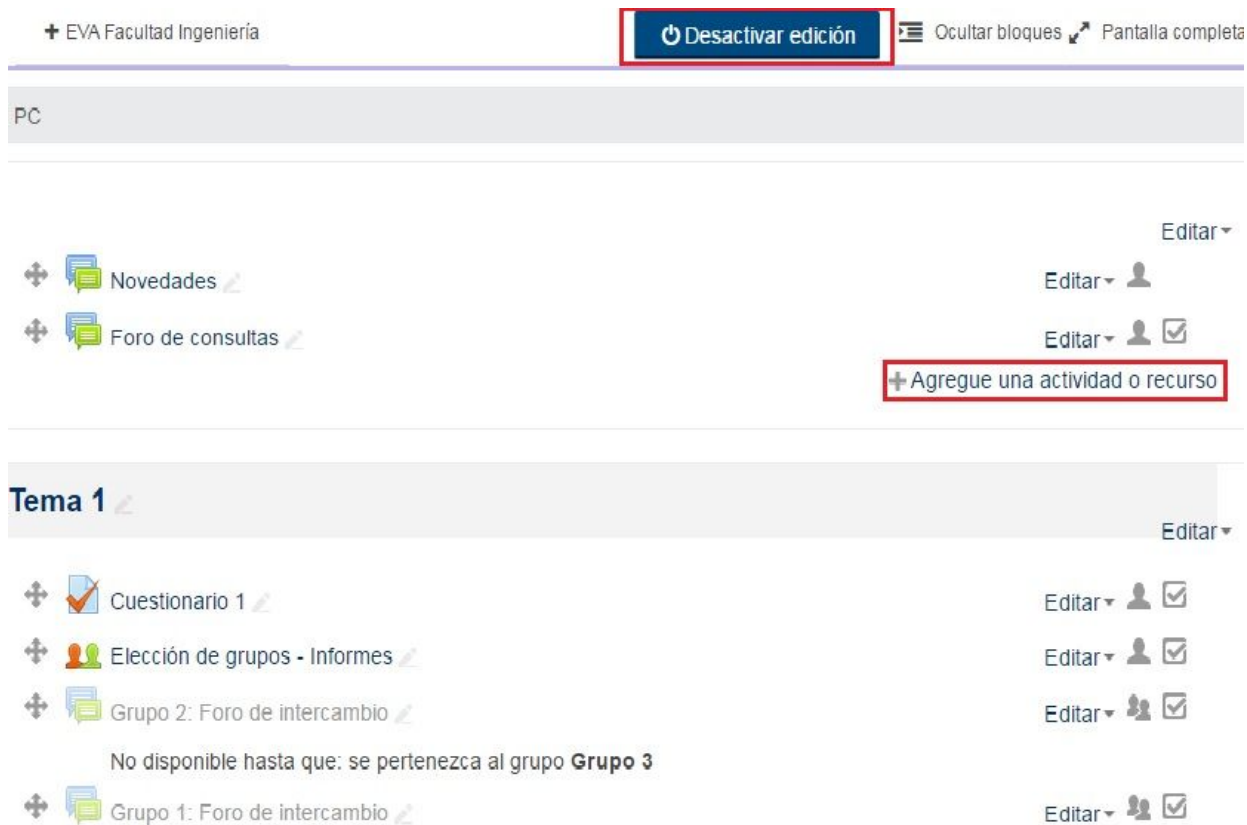 EVA Facultad Ingeniería Desactivar edición Ocultar bloques Pantalla completa
PC
Editar
Novedades Editar
Foro de consultas Editar
Agregue una actividad o recurso
Tema 1
Editar
Cuestionario 1 Editar
Elección de grupos - Informes Editar
Grupo 2: Foro de intercambio Editar
No disponible hasta que: se pertenezca al grupo Grupo 3
Grupo 1: Foro de intercambio Editar